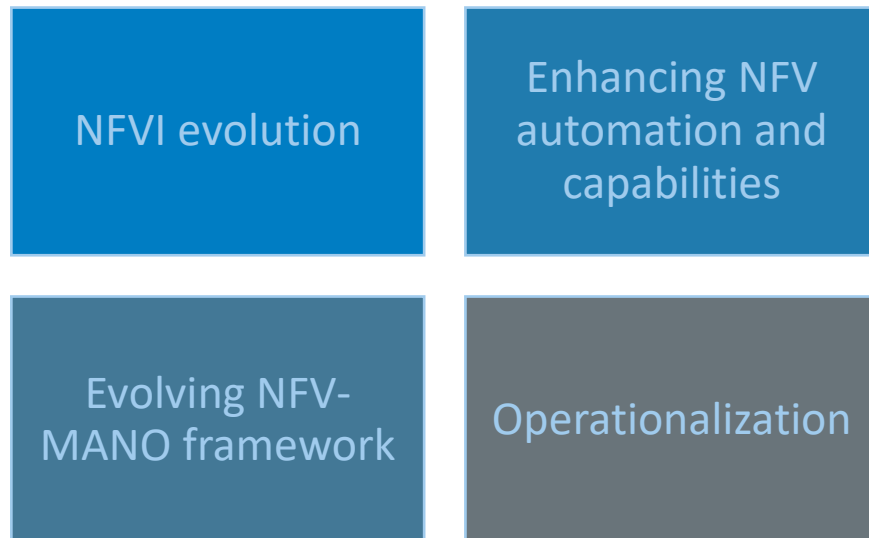 NFVI evolution
Enhancing NFV
automation and
capabilities
Evolving NFV-
MANO framework
Operationalization